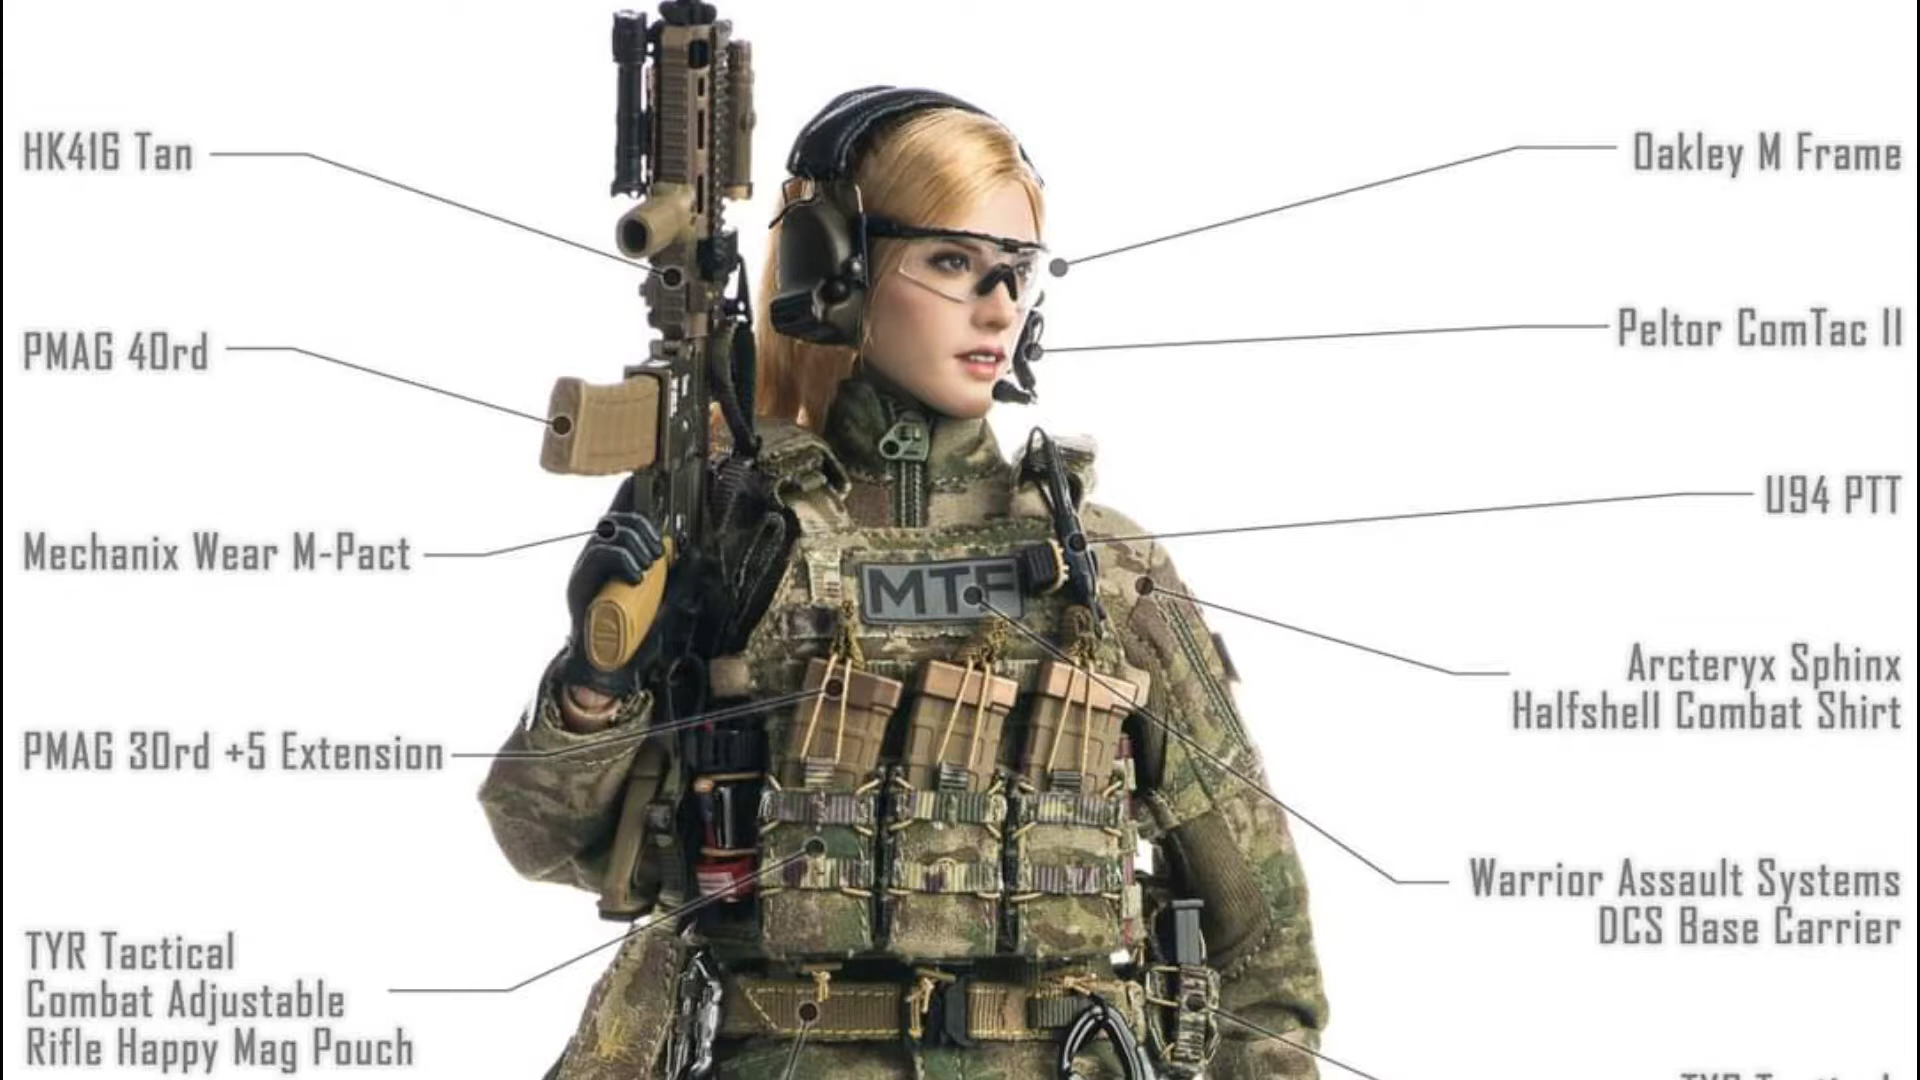 HK416 Tan
PMAG 40rd
Mechanix Wear M-Pact
PMAG 30rd +5 Extension
TYR Tactical
Combat Adjustable
Rifle Happy Mag Pouch
MTF
Oakley M Frame
Peltor ComTac II
U94 PTT
Arcteryx Sphinx
Halfshell Combat Shirt
Warrior Assault Systems
DCS Base Carrier